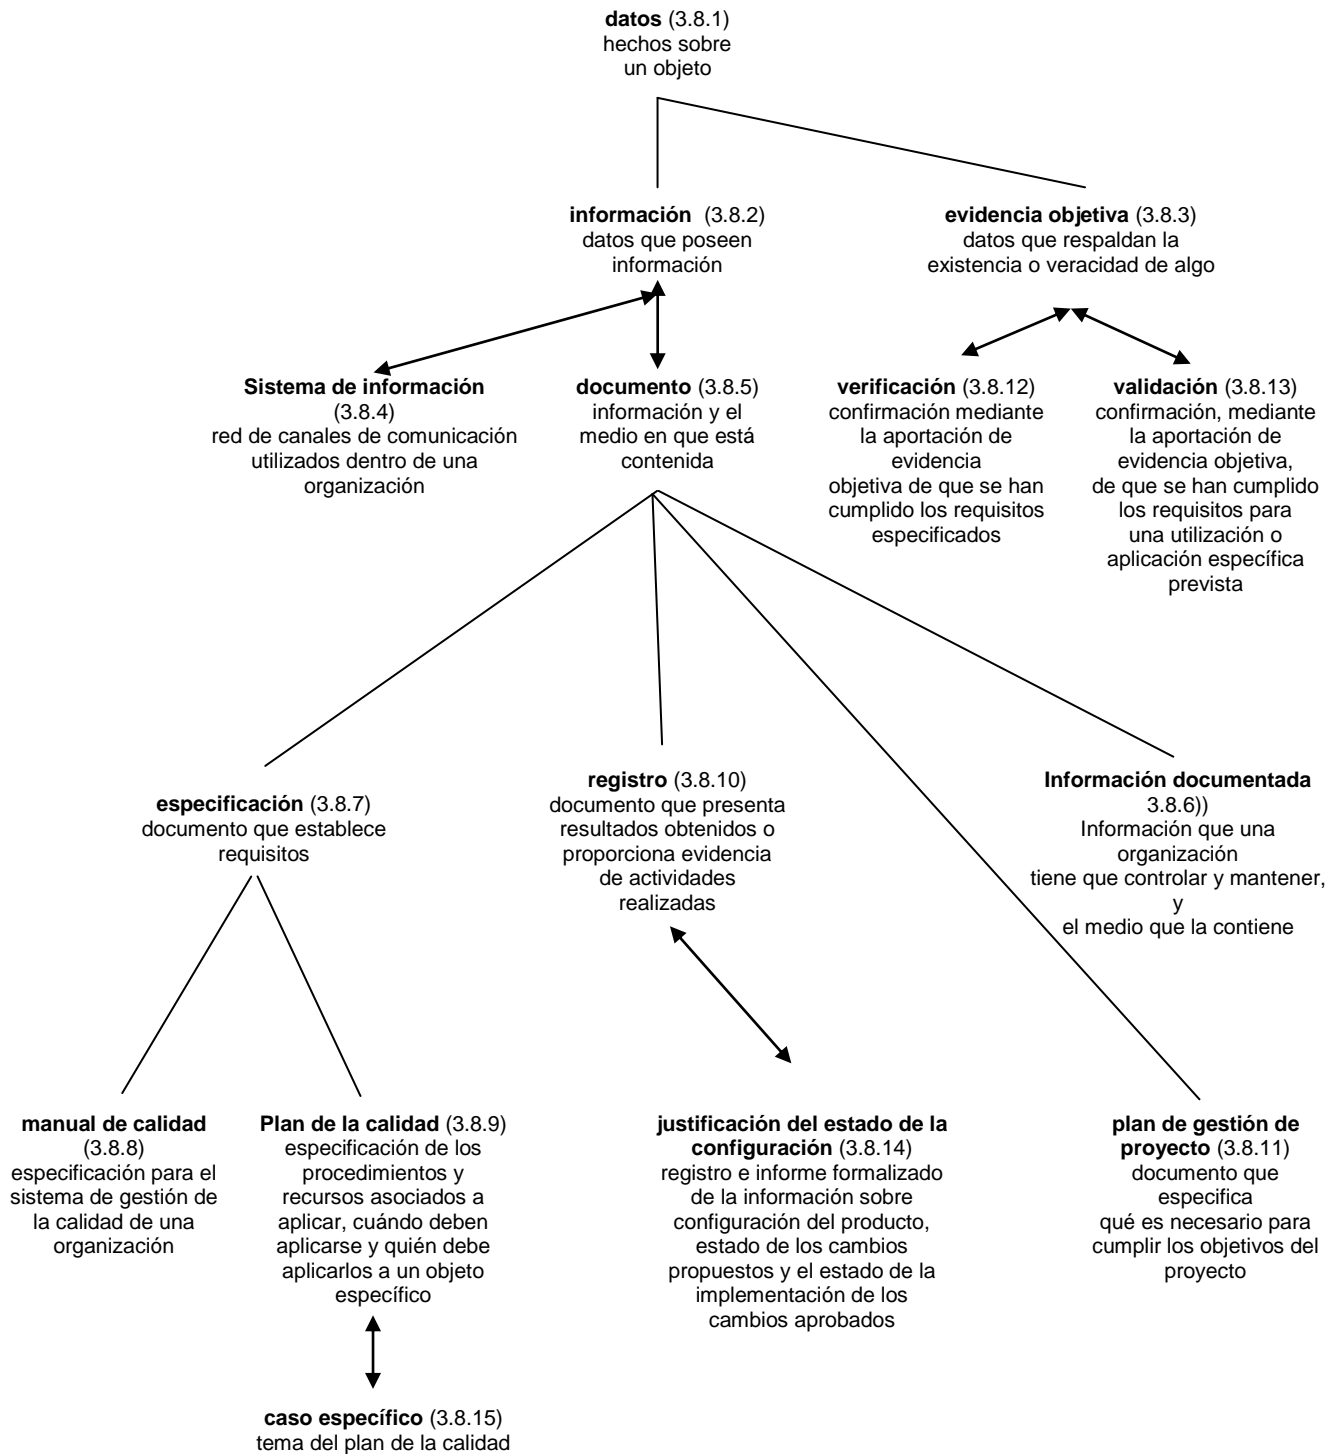 datos (3.8.1)
hechos sobre
un objeto
información (3.8.2)
datos que poseen
información
evidencia objetiva (3.8.3)
datos que respaldan la
existencia o veracidad de algo
Sistema de información
(3.8.4)
red de canales de comunicación
utilizados dentro de una
organización
documento (3.8.5)
información y el
medio en que está
contenida
verificación (3.8.12)
confirmación mediante
la aportación de
evidencia
objetiva de que se han
cumplido los requisitos
especificados
validación (3.8.13)
confirmación, mediante
la aportación de
evidencia objetiva,
de que se han cumplido
los requisitos para
una utilización o
aplicación específica
prevista
especificación (3.8.7)
documento que establece
requisitos
registro (3.8.10)
documento que presenta
resultados obtenidos o
proporciona evidencia
de actividades
realizadas
Información documentada
3.8.6))
Información que una
organización
tiene que controlar y mantener,
y
el medio que la contiene
manual de calidad
(3.8.8)
especificación para el
sistema de gestión de
la calidad de una
organización
Plan de la calidad (3.8.9)
especificación de los
procedimientos y
recursos asociados a
aplicar, cuándo deben
aplicarse y quién debe
aplicarlos a un objeto
específico
justificación del estado de la
configuración (3.8.14)
registro e informe formalizado
de la información sobre
configuración del producto,
estado de los cambios
propuestos y el estado de la
implementación de los
cambios aprobados
plan de gestión de
proyecto (3.8.11)
documento que
especifica
qué es necesario para
cumplir los objetivos del
proyecto
caso específico (3.8.15)
tema del plan de la calidad